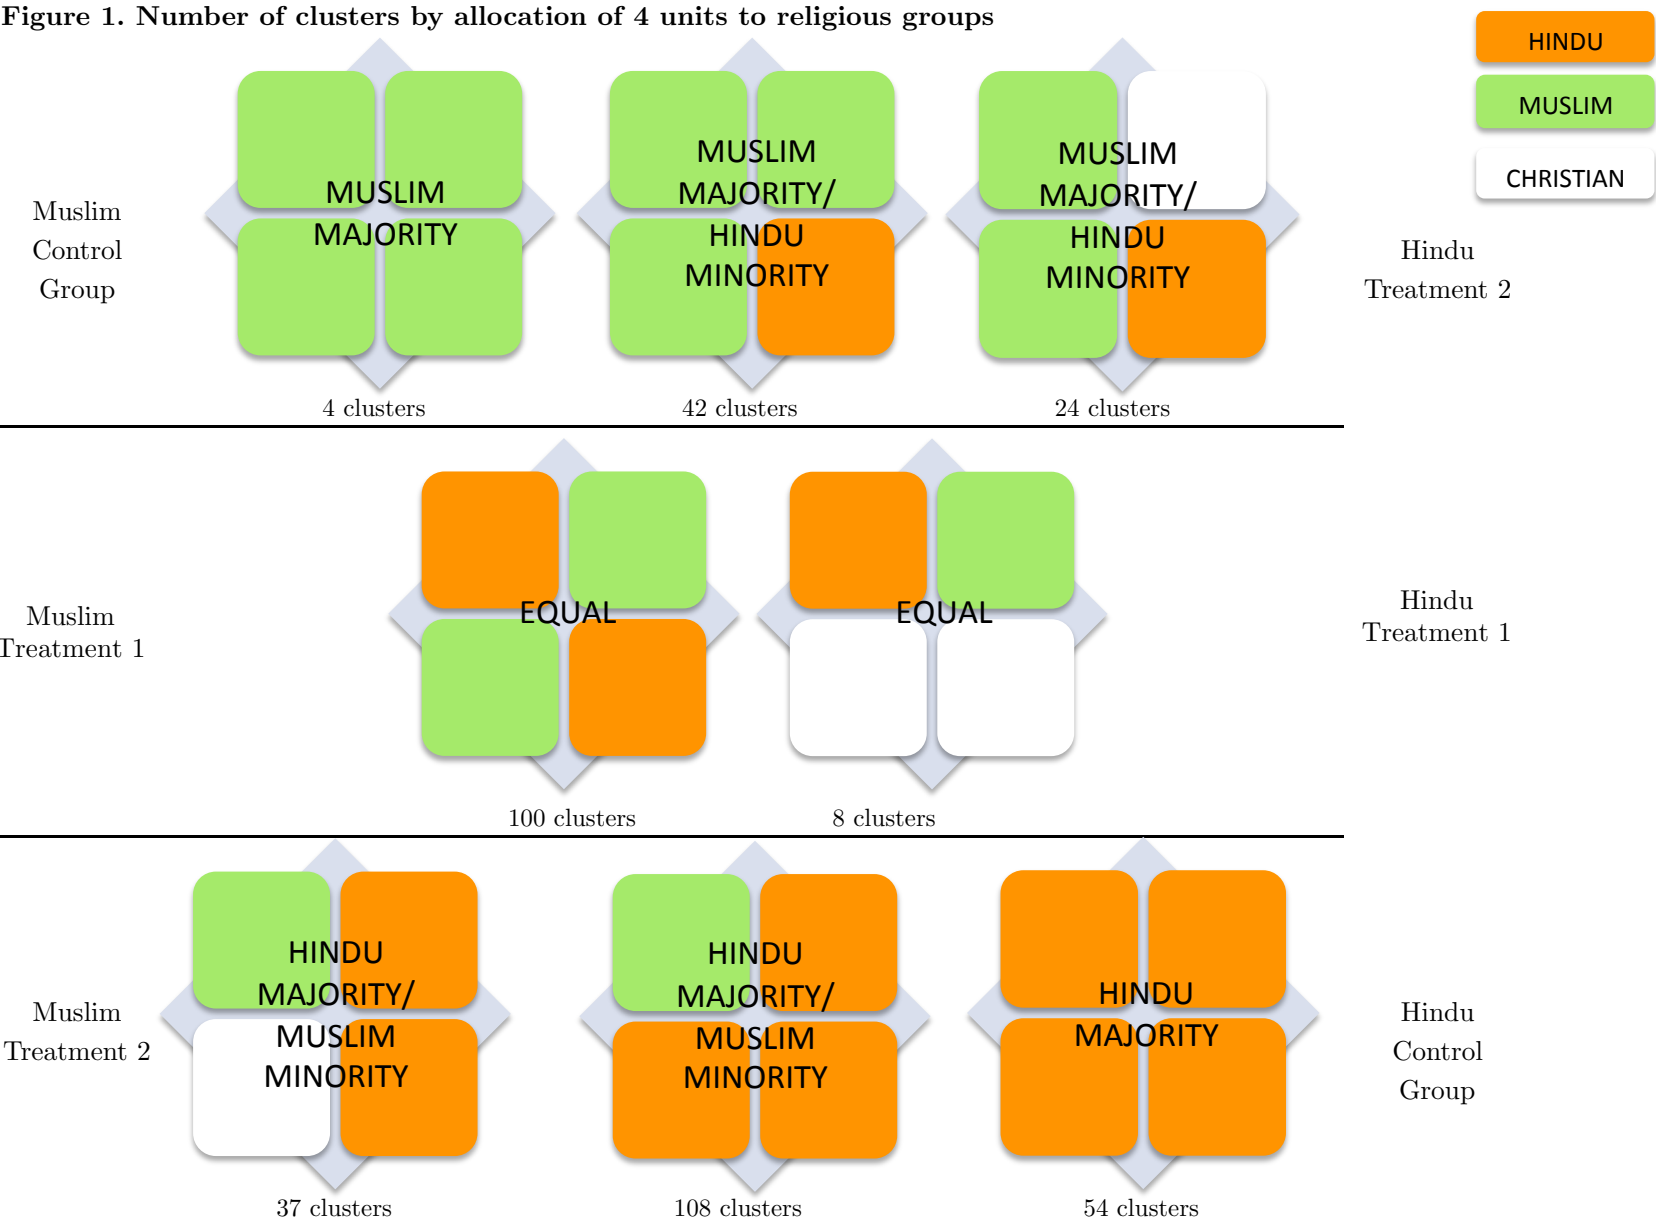 Figure 1. Number of clusters by allocation of 4 units to religious groups
HINDU
MUSLIM
CHRISTIAN
Muslim
Control
Group
MUSLIM
MAJORITY
MUSLIM
MAJORITY/
HINDU
MINORITY
MUSLIM
MAJORITY/
HINDU
MINORITY
Hindu
Treatment 2
4 clusters
42 clusters
24 clusters
Muslim
Treatment 1
EQUAL
EQUAL
Hindu
Treatment 1
100 clusters
8 clusters
Muslim
Treatment 2
HINDU
MAJORITY/
MUSLIM
MINORITY
HINDU
MAJORITY/
MUSLIM
MINORITY
HINDU
MAJORITY
Hindu
Control
Group
37 clusters
108 clusters
54 clusters